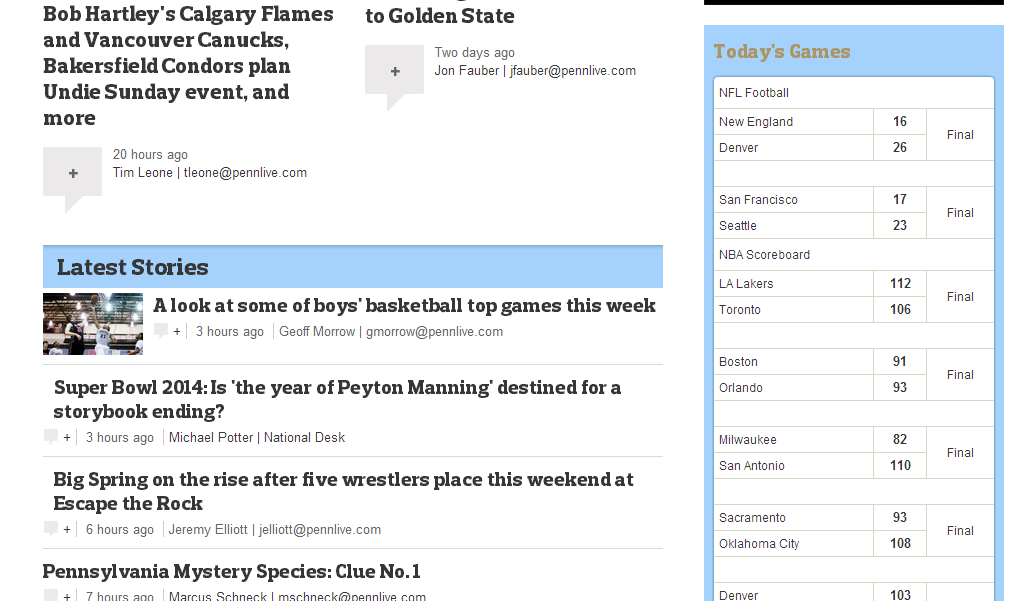 Bob Hartley's Calgary Flames
and Vancouver Canucks,
Bakersfield Condors plan
Undie Sunday event, and
more
+
20 hours ago
Tim Leone | tleone@pennlive.com
to Golden State
+
Two days ago
Jon Fauber | jfauber@pennlive.com
Latest Stories
A look at some of boys' basketball top games this week
+ 3 hours ago Geoff Morrow | gmorrow@pennlive.com
Super Bowl 2014: Is 'the year of Peyton Manning' destined for a
storybook ending?
+ 3 hours ago Michael Potter | National Desk
Big Spring on the rise after five wrestlers place this weekend at
Escape the Rock
+ 6 hours ago Jeremy Elliott | jelliott@pennlive.com
Pennsylvania Mystery Species: Clue No. 1
+ 7 hours ago Marcus Schneck | mschneck@pennlive.com
Today's Games
NFL Football
New England 16
Final
Denver 26
San Francisco 17
Final
Seattle 23
NBA Scoreboard
LA Lakers 112
Final
Toronto 106
Boston 91
Final
Orlando 93
Milwaukee 82
Final
San Antonio 110
Sacramento 93
Final
Oklahoma City 108
Denver 103